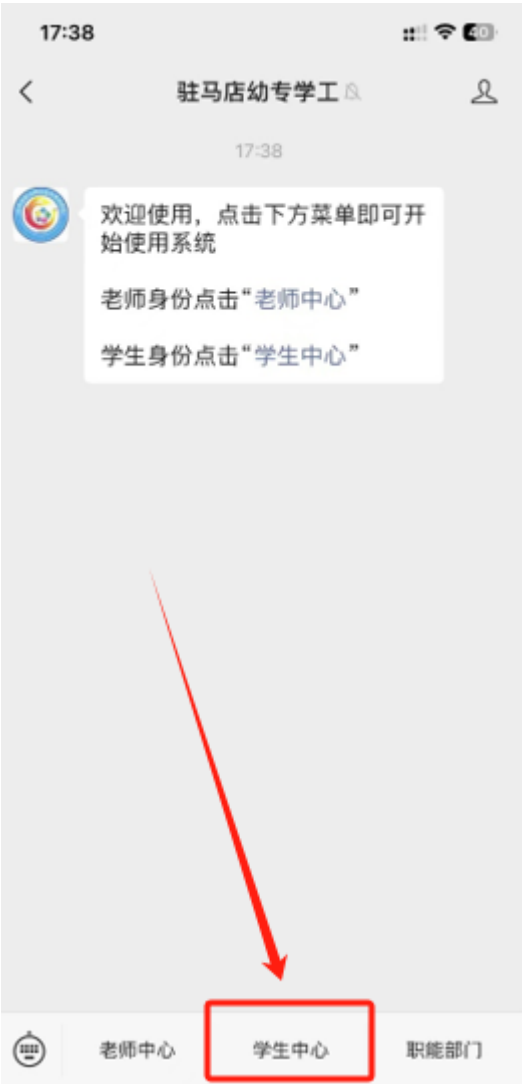 17:38
40
驻马店幼专学工
17:38
欢迎使用，点击下方菜单即可开
始使用系统
老师身份点击“老师中心”
学生身份点击“学生中心”
老师中心
学生中心
职能部门